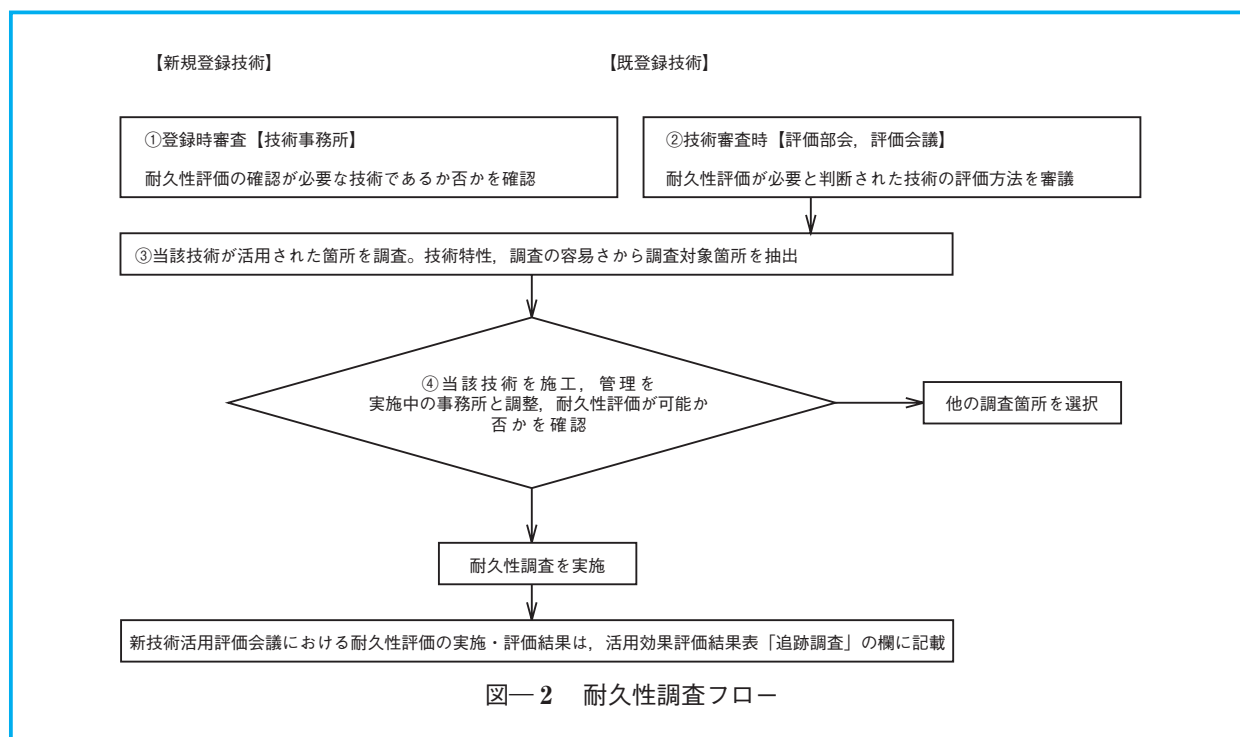 【新規登録技術】
【既登録技術】
①登録時審査【技術事務所】
耐久性評価の確認が必要な技術であるか否かを確認
②技術審査時【評価部会，評価会議】
耐久性評価が必要と判断された技術の評価方法を審議
③当該技術が活用された箇所を調査。技術特性，調査の容易さから調査対象箇所を抽出
④当該技術を施工，管理を
実施中の事務所と調整，耐久性評価が可能か
否かを確認
他の調査箇所を選択
耐久性調査を実施
新技術活用評価会議における耐久性評価の実施・評価結果は，活用効果評価結果表「追跡調査」の欄に記載
図―2　耐久性調査フロー